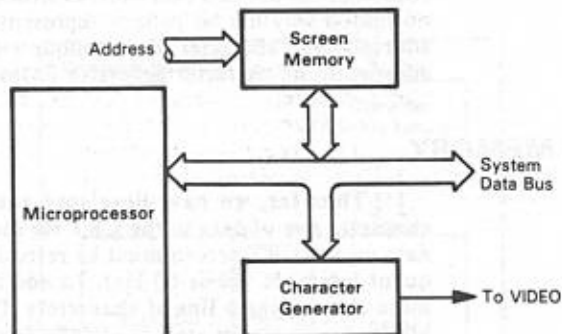 Screen
Memory
Address
System
Data Bus
Microprocessor
Character
Generator
To VIDEO